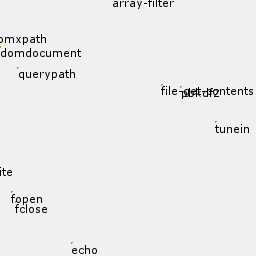 array-filter
omxpath
domdocument
querypath
file-get-contents
tunein
ite
fopen
fclose
echo